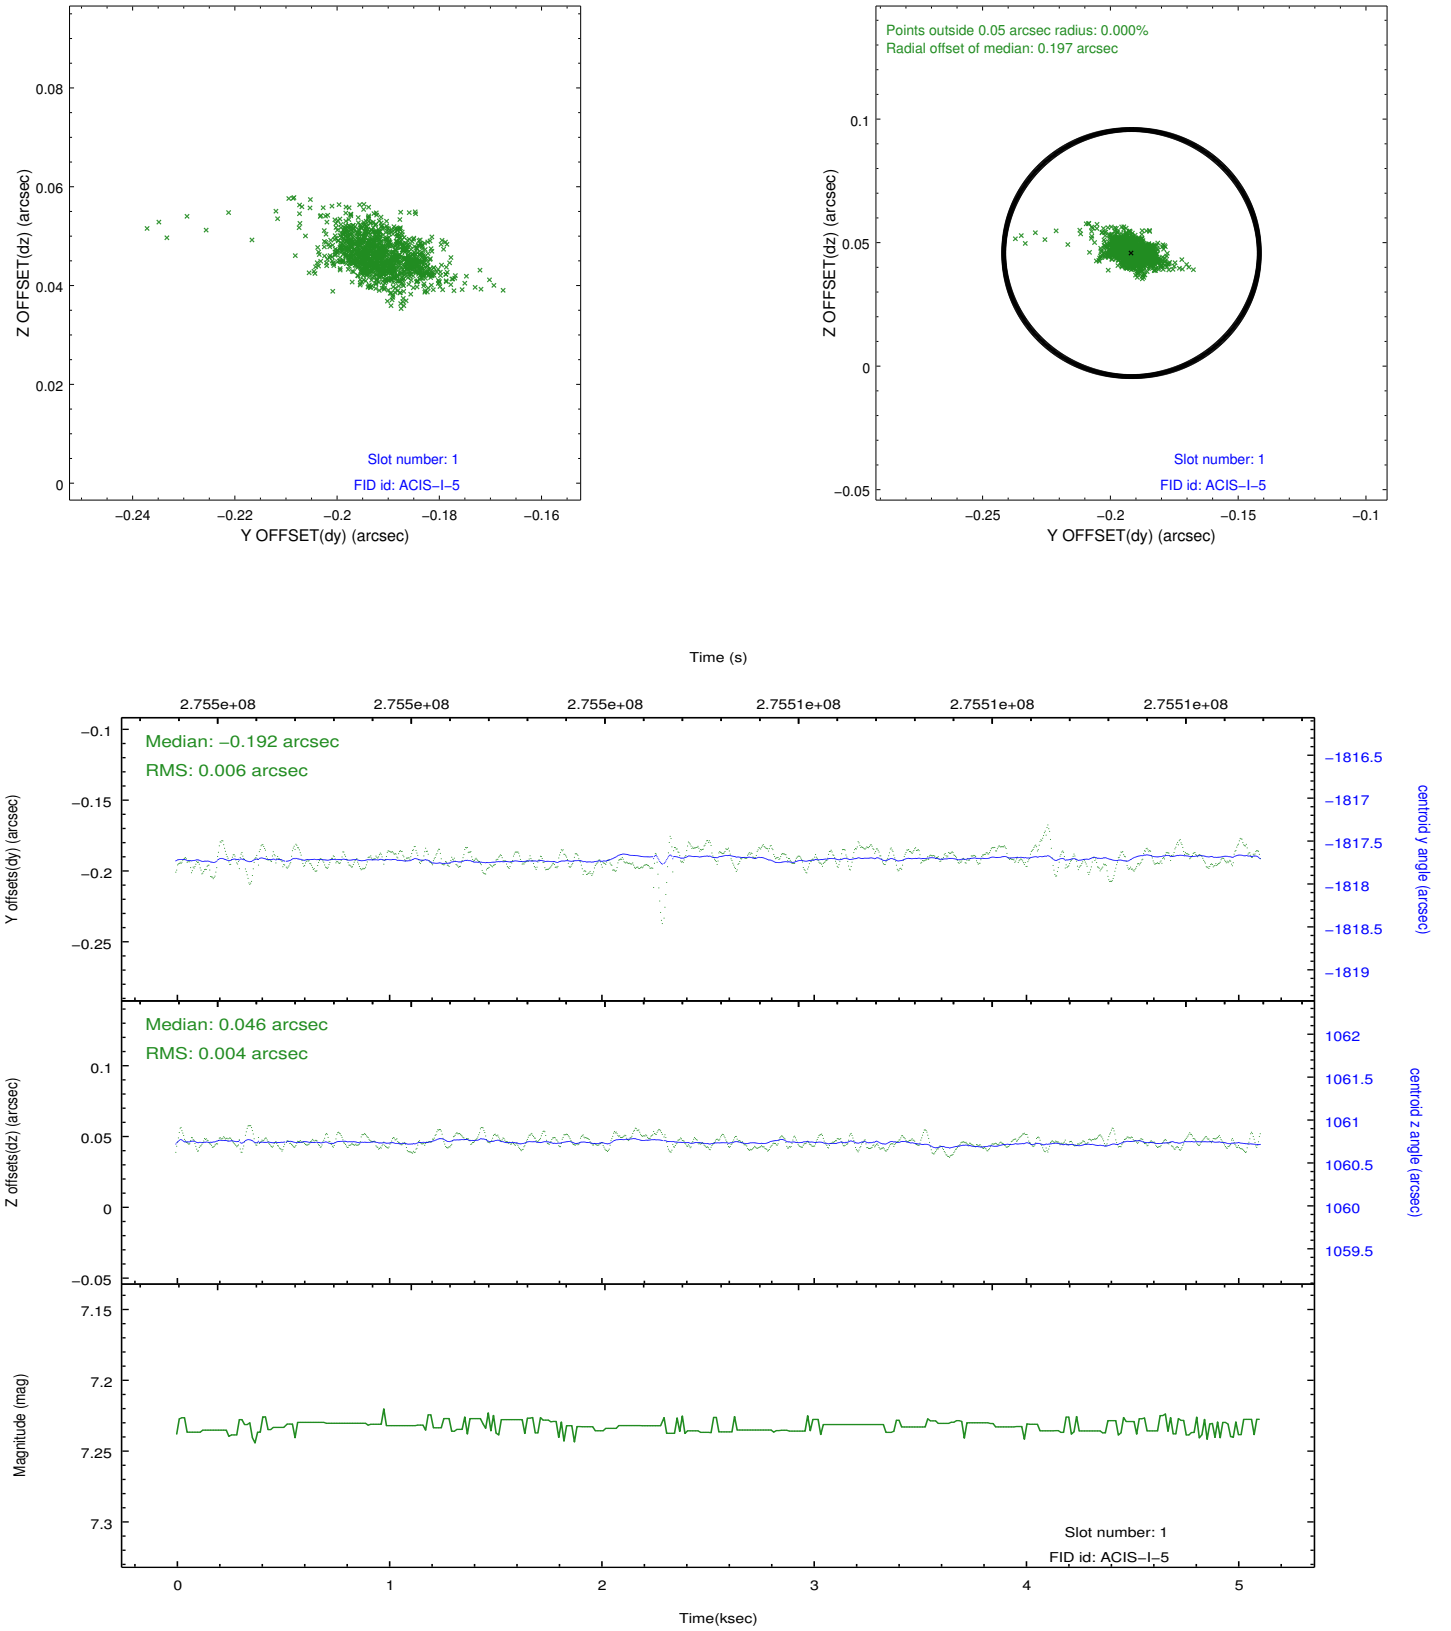 0.08
0.06
0.04
0.02
0
Z OFFSET(dz) (arcsec)
Slot number: 1
FID id: ACIS−I−5
−0.24 −0.22 −0.2 −0.18 −0.16
Y OFFSET(dy) (arcsec)
Points outside 0.05 arcsec radius: 0.000%
Radial offset of median: 0.197 arcsec
0.1
0.05
0
−0.05
Z OFFSET(dz) (arcsec)
Slot number: 1
FID id: ACIS−I−5
−0.25 −0.2 −0.15 −0.1
Y OFFSET(dy) (arcsec)
Time (s)
2.755e+08 2.755e+08 2.755e+08 2.7551e+08 2.7551e+08 2.7551e+08
Median: −0.192 arcsec
RMS: 0.006 arcsec
−0.1
−0.15
−0.2
−0.25
Y offsets(dy) (arcsec)
−1816.5
−1817
−1817.5
−1818
−1818.5
−1819
centroid y angle (arcsec)
Median: 0.046 arcsec
RMS: 0.004 arcsec
0.1
0.05
0
−0.05
Z offsets(dz) (arcsec)
1062
1061.5
1061
1060.5
1060
1059.5
centroid z angle (arcsec)
7.15
7.2
7.25
7.3
Magnitude (mag)
Slot number: 1
FID id: ACIS−I−5
0 1 2 3 4 5
Time(ksec)